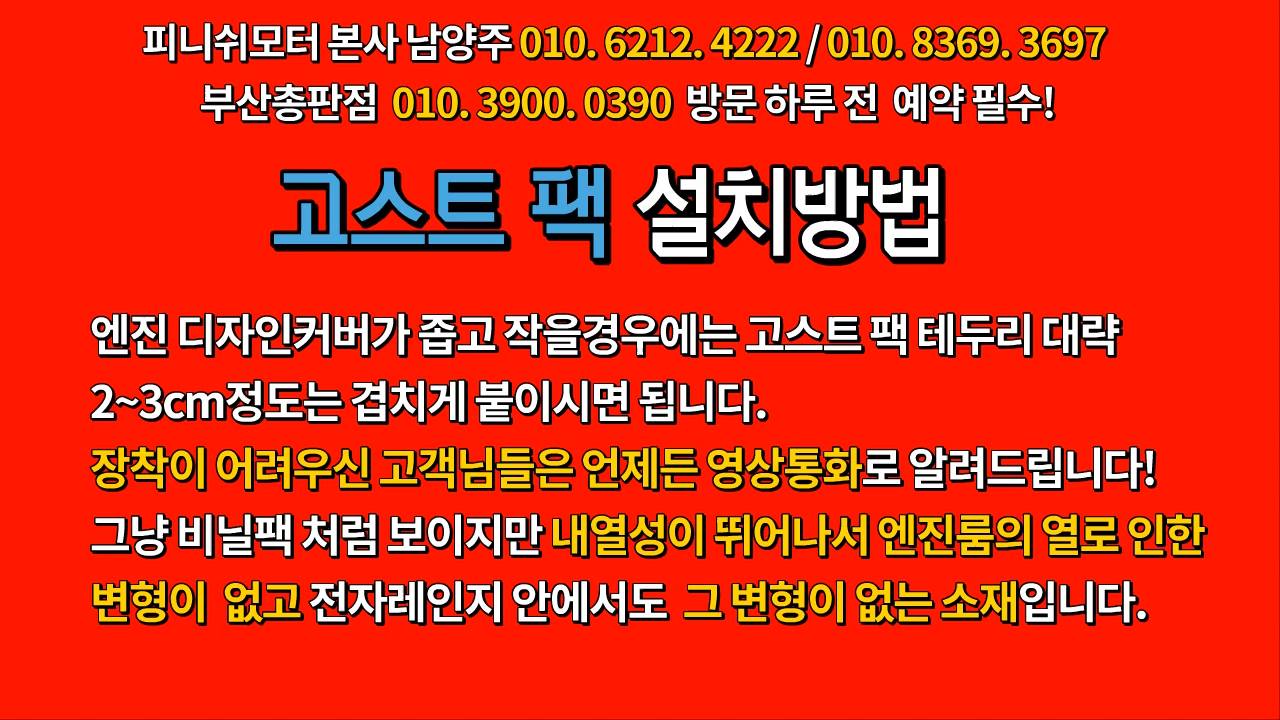 피니쉬모터 본사 남양주 010. 6212. 4222 / 010. 8369. 3697
부산총판점 010. 3900. 0390 방문 하루 전 예약 필수!
고스트 팩 설치방법
엔진 디자인커버가 좁고 작을경우에는 고스트 팩 테두리 대략
2~3cm정도는 겹치게 붙이시면 됩니다.
장착이 어려우신 고객님들은 언제든 영상통화로 알려드립니다!
그냥 비닐팩 처럼 보이지만 내열성이 뛰어나서 엔진룸의 열로 인한
변형이 없고 전자레인지 안에서도 그 변형이 없는 소재입니다.